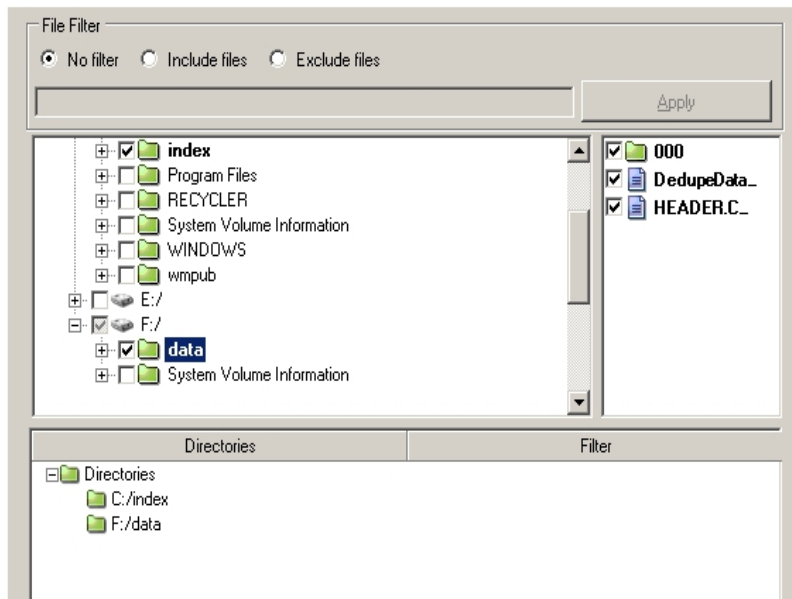 File Filter
No filter Include files Exclude files
Apply
index
Program Files
RECYCLER
System Volume Information
WINDOWS
wmpub
E:/
F:/
data
System Volume Information
000
DedupeData_
HEADER.C_
Directories Filter
Directories
C:/index
F:/data